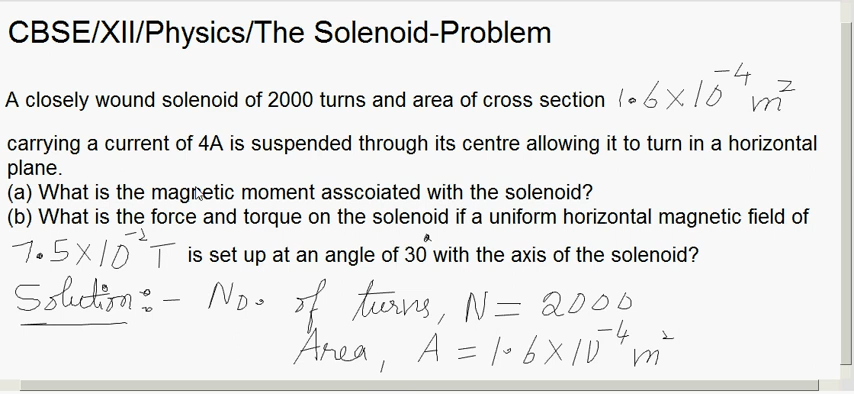 CBSE/XII/Physics/The Solenoid-Problem
A closely wound solenoid of 2000 turns and area of cross section 1.6×10⁻⁴ m²
carrying a current of 4A is suspended through its centre allowing it to turn in a horizontal
plane.
(a) What is the magnetic moment asscoiated with the solenoid?
(b) What is the force and torque on the solenoid if a uniform horizontal magnetic field of
7.5×10⁻² T is set up at an angle of 30° with the axis of the solenoid?
Solution:- No. of turns, N = 2000
Area, A = 1.6×10⁻⁴ m²